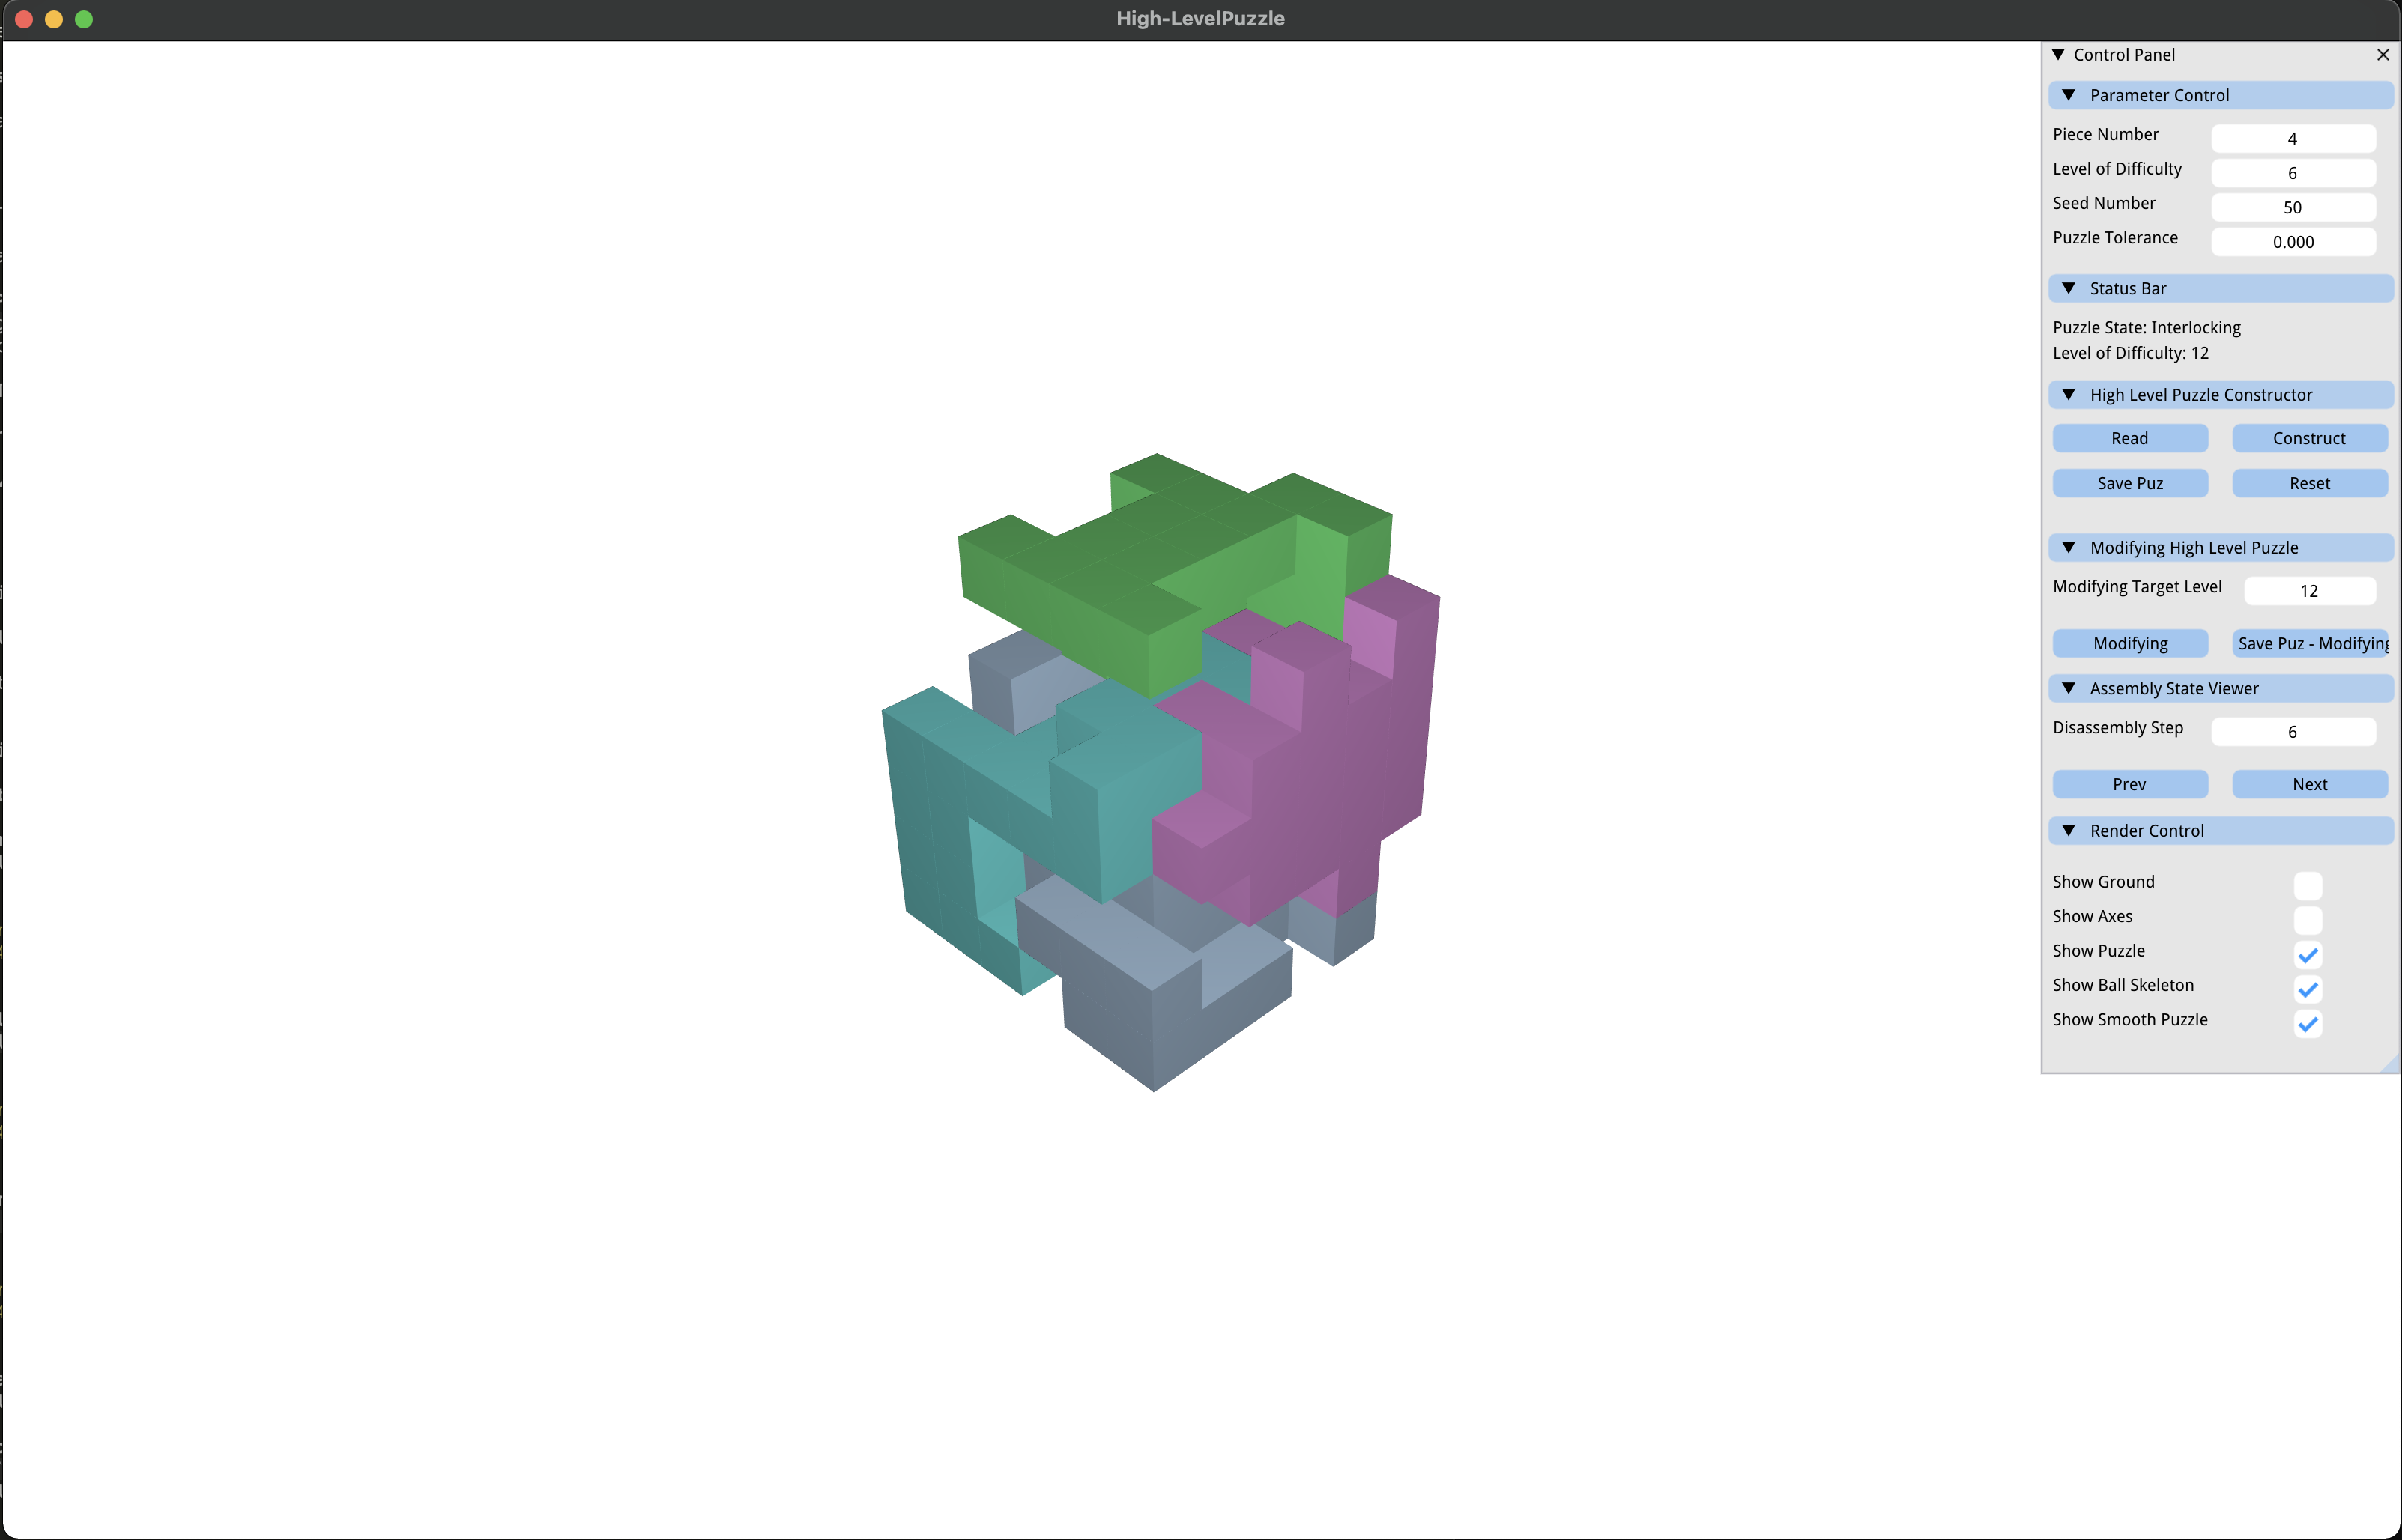 High-LevelPuzzle
Control Panel
Parameter Control
Piece Number 4
Level of Difficulty 6
Seed Number 50
Puzzle Tolerance 0.000
Status Bar
Puzzle State: Interlocking
Level of Difficulty: 12
High Level Puzzle Constructor
Read Construct
Save Puz Reset
Modifying High Level Puzzle
Modifying Target Level 12
Modifying Save Puz - Modifying
Assembly State Viewer
Disassembly Step 6
Prev Next
Render Control
Show Ground
Show Axes
Show Puzzle
Show Ball Skeleton
Show Smooth Puzzle